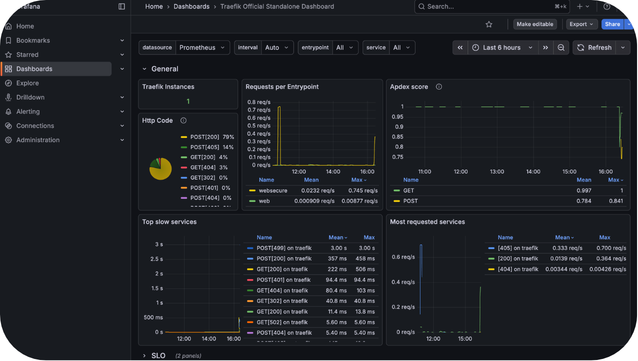 Home › Dashboards › Traefik Official Standalone Dashboard
Search...
⌘+k
Home
Bookmarks
Starred
Dashboards
Explore
Drilldown
Alerting
Connections
Administration
Make editable
Export
Share
datasource Prometheus
interval Auto
entrypoint All
service All
Last 6 hours
Refresh
General
Traefik Instances
1
Http Code
POST[200] 79%
POST[405] 14%
GET[200] 4%
GET[404] 3%
GET[302] 0%
POST[401] 0%
POST[404] 0%
Requests per Entrypoint
0.8 req/s
0.7 req/s
0.6 req/s
0.5 req/s
0.4 req/s
0.3 req/s
0.2 req/s
0.1 req/s
0 req/s
12:00 14:00 16:00
Name Mean Max
websecure 0.0232 req/s 0.745 req/s
web 0.000909 req/s 0.00877 req/s
Apdex score
1
0.95
0.9
0.85
0.8
0.75
11:00 12:00 13:00 14:00 15:00 16:00
Name Mean Max
GET 0.997 1
POST 0.784 0.841
Top slow services
3 s
2.5 s
2 s
1.5 s
1 s
500 ms
0 s
12:00 14:00 16:00
Name Mean Max
POST[499] on traefik 3.00 s 3.00 s
POST[200] on traefik 357 ms 458 ms
GET[200] on traefik 222 ms 506 ms
POST[401] on traefik 94.4 ms 94.4 ms
GET[404] on traefik 80.4 ms 103 ms
GET[302] on traefik 40.8 ms 40.8 ms
GET[200] on traefik 11.4 ms 13.8 ms
GET[502] on traefik 5.60 ms 5.60 ms
POST[404] on traefik 5.40 ms 5.40 ms
Most requested services
0.6 req/s
0.4 req/s
0.2 req/s
0 req/s
12:00 15:00
Name Mean Max
[405] on traefik 0.333 req/s 0.700 req/s
[200] on traefik 0.0139 req/s 0.364 req/s
[404] on traefik 0.00344 req/s 0.00426 req/s
SLO (2 panels)